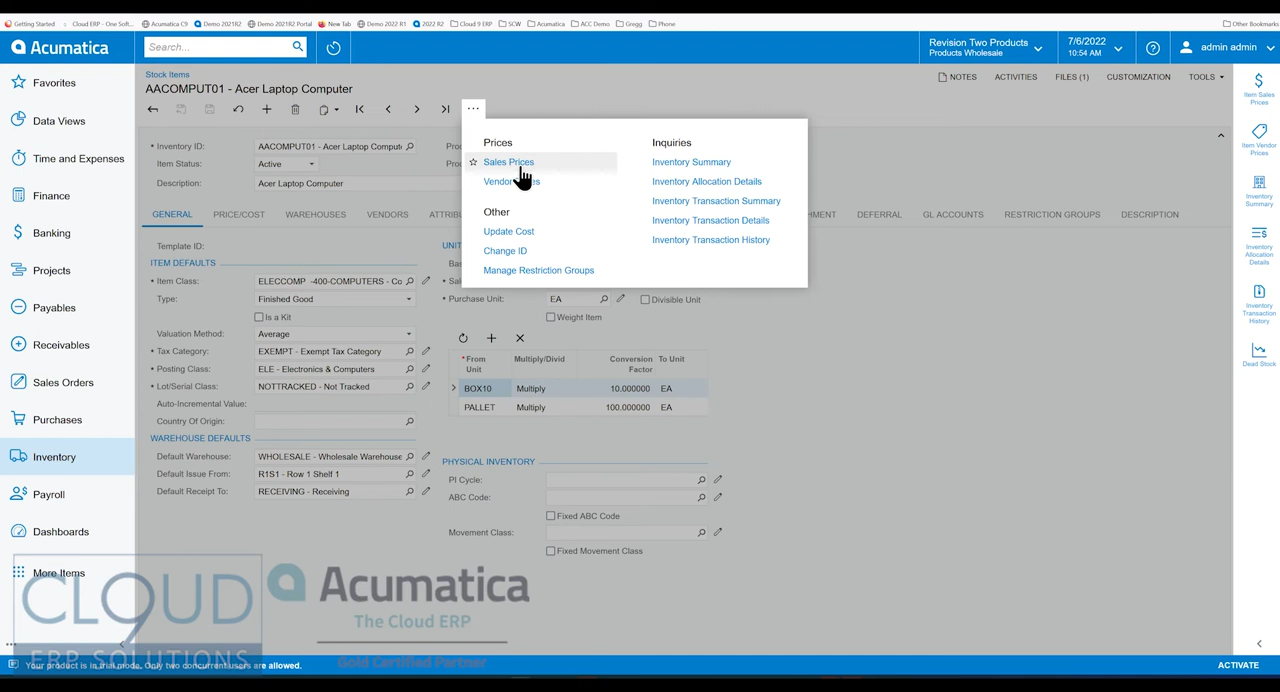 Getting Started
Cloud ERP - One Soft...
Acumatica C9
Demo 2021R2
Demo 2021R2 Portal
New Tab
Demo 2022 R1
2022 R2
Cloud 9 ERP
SCW
Acumatica
ACC Demo
Gregg
Phone
Other Bookmarks
Acumatica
Search...
Revision Two Products
Products Wholesale
7/6/2022
10:54 AM
admin admin
Favorites
Data Views
Time and Expenses
Finance
Banking
Projects
Payables
Receivables
Sales Orders
Purchases
Inventory
Payroll
Dashboards
More Items
Stock Items
AACOMPUT01 - Acer Laptop Computer
NOTES
ACTIVITIES
FILES (1)
CUSTOMIZATION
TOOLS
* Inventory ID: AACOMPUT01 - Acer Laptop Comput
Item Status: Active
Description: Acer Laptop Computer
GENERAL
PRICE/COST
WAREHOUSES
VENDORS
DEFERRAL
GL ACCOUNTS
RESTRICTION GROUPS
DESCRIPTION
Prices
Sales Prices
Other
Update Cost
Change ID
Manage Restriction Groups
Inquiries
Inventory Summary
Inventory Allocation Details
Inventory Transaction Summary
Inventory Transaction Details
Inventory Transaction History
Template ID:
ITEM DEFAULTS
* Item Class: ELECCOMP -400-COMPUTERS - Co
Type: Finished Good
Is a Kit
Valuation Method: Average
* Tax Category: EXEMPT - Exempt Tax Category
* Posting Class: ELE - Electronics & Computers
* Lot/Serial Class: NOTTRACKED - Not Tracked
Auto-Incremental Value:
Country Of Origin:
WAREHOUSE DEFAULTS
Default Warehouse: WHOLESALE - Wholesale Warehouse
Default Issue From: R1S1 - Row 1 Shelf 1
Default Receipt To: RECEIVING - Receiving
* Purchase Unit: EA
Divisible Unit
Weight Item
* From Unit
Multiply/Divid
Conversion Factor
To Unit
BOX10 Multiply 10.000000 EA
PALLET Multiply 100.000000 EA
PHYSICAL INVENTORY
PI Cycle:
ABC Code:
Fixed ABC Code
Movement Class:
Fixed Movement Class
Item Sales Prices
Item Vendor Prices
Inventory Summary
Inventory Allocation Details
Inventory Transaction History
Dead Stock
CLOUD
ERP SOLUTIONS
Acumatica
The Cloud ERP
Gold Certified Partner
Your product is in trial mode. Only two concurrent users are allowed.
ACTIVATE